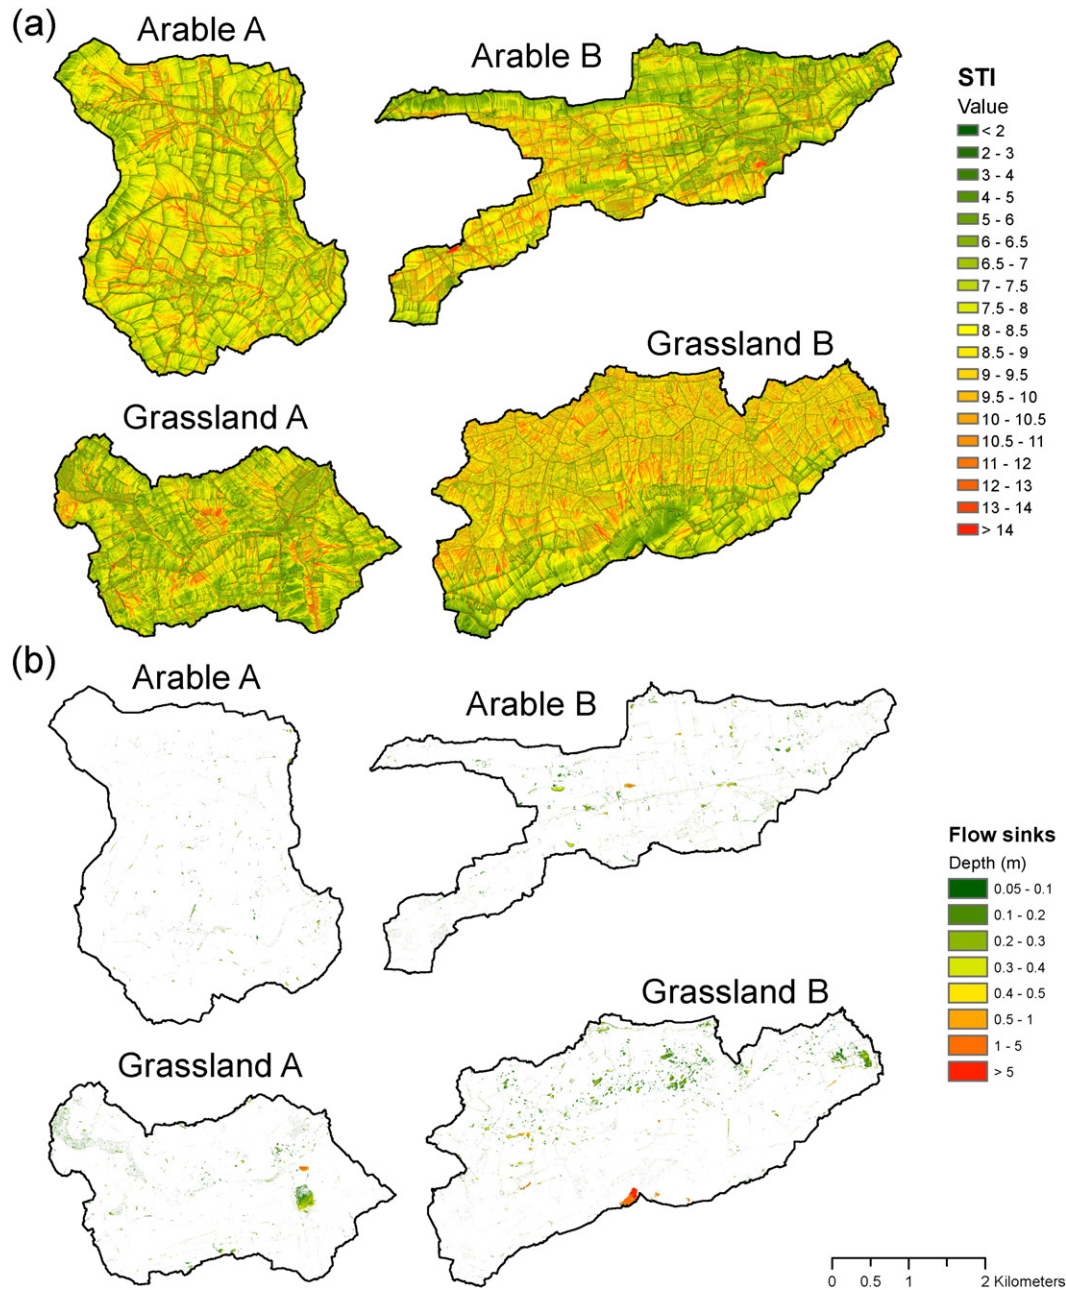 (a)
Arable A
Arable B
Grassland A
Grassland B
STI
Value
< 2
2 - 3
3 - 4
4 - 5
5 - 6
6 - 6.5
6.5 - 7
7 - 7.5
7.5 - 8
8 - 8.5
8.5 - 9
9 - 9.5
9.5 - 10
10 - 10.5
10.5 - 11
11 - 12
12 - 13
13 - 14
> 14
(b)
Arable A
Arable B
Grassland A
Grassland B
Flow sinks
Depth (m)
0.05 - 0.1
0.1 - 0.2
0.2 - 0.3
0.3 - 0.4
0.4 - 0.5
0.5 - 1
1 - 5
> 5
0 0.5 1 2 Kilometers